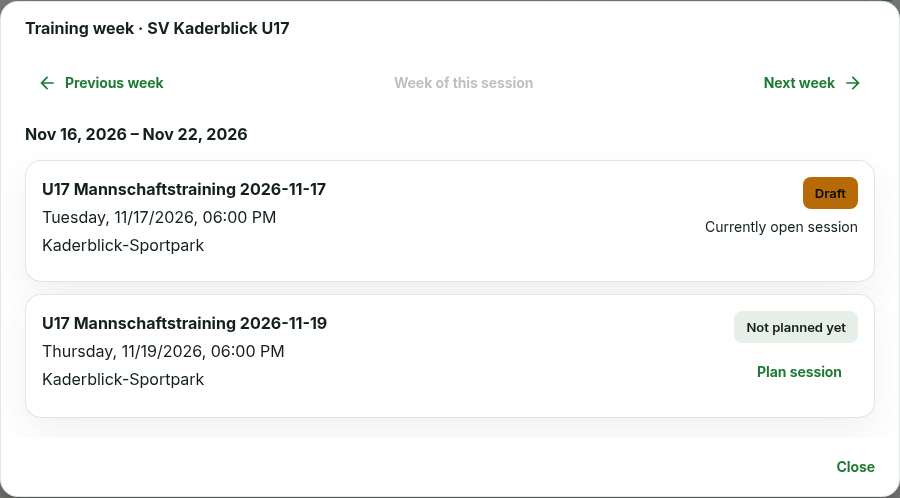 Training week · SV Kaderblick U17
Previous week
Week of this session
Next week
Nov 16, 2026 – Nov 22, 2026
U17 Mannschaftstraining 2026-11-17
Draft
Tuesday, 11/17/2026, 06:00 PM
Currently open session
Kaderblick-Sportpark
U17 Mannschaftstraining 2026-11-19
Not planned yet
Thursday, 11/19/2026, 06:00 PM
Plan session
Kaderblick-Sportpark
Close